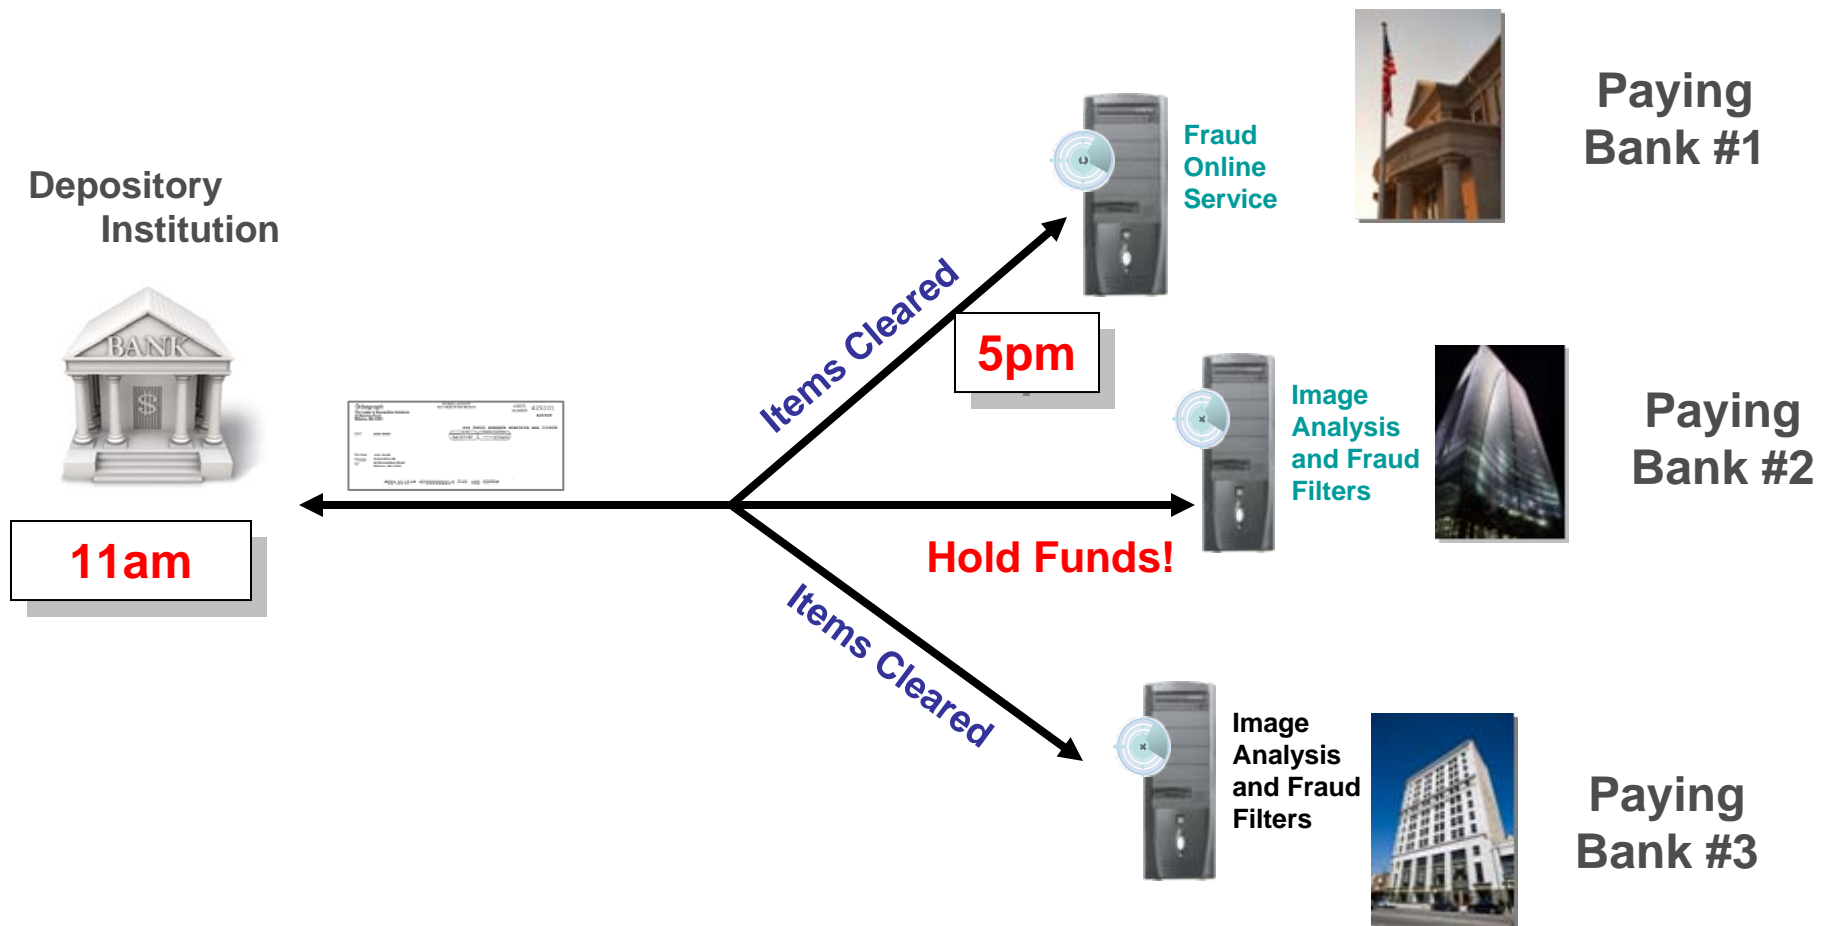 Depository
Institution
BANK
$
11am
Items Cleared
5pm
Hold Funds!
Items Cleared
Fraud
Online
Service
Paying
Bank #1
Image
Analysis
and Fraud
Filters
Paying
Bank #2
Image
Analysis
and Fraud
Filters
Paying
Bank #3